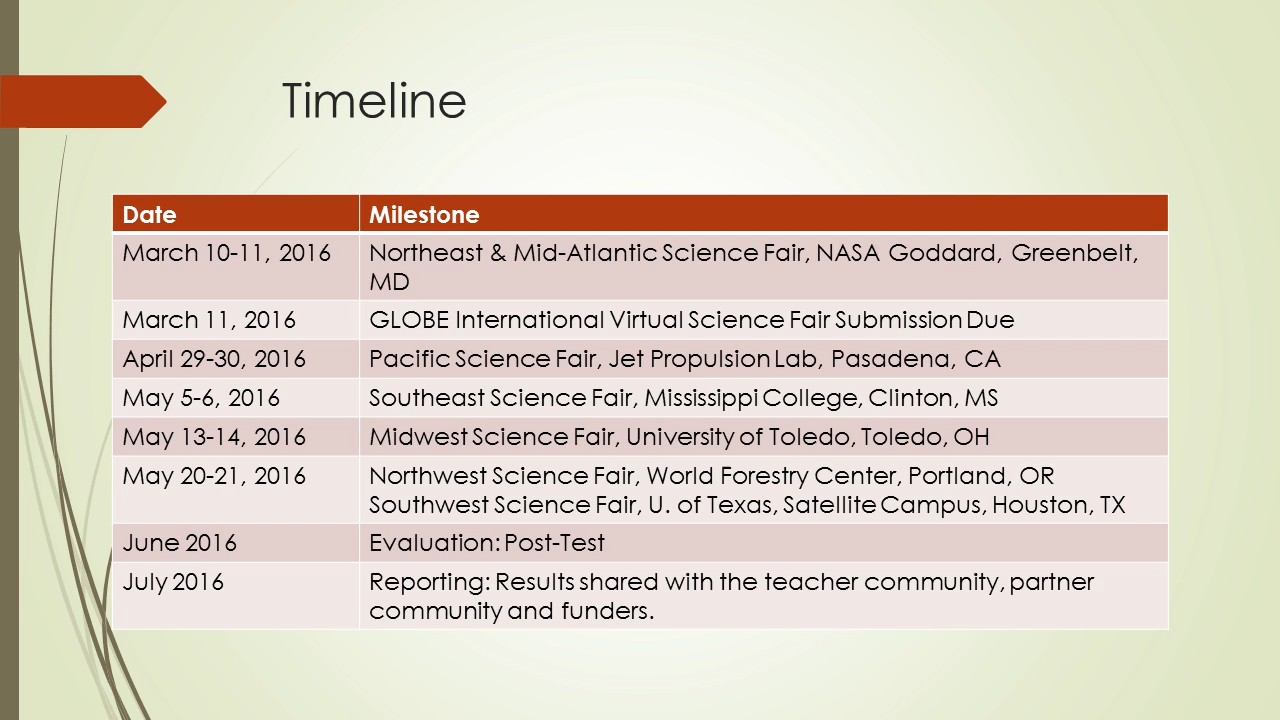 Timeline
Date Milestone
March 10-11, 2016 Northeast & Mid-Atlantic Science Fair, NASA Goddard, Greenbelt,
MD
March 11, 2016 GLOBE International Virtual Science Fair Submission Due
April 29-30, 2016 Pacific Science Fair, Jet Propulsion Lab, Pasadena, CA
May 5-6, 2016 Southeast Science Fair, Mississippi College, Clinton, MS
May 13-14, 2016 Midwest Science Fair, University of Toledo, Toledo, OH
May 20-21, 2016 Northwest Science Fair, World Forestry Center, Portland, OR
Southwest Science Fair, U. of Texas, Satellite Campus, Houston, TX
June 2016 Evaluation: Post-Test
July 2016 Reporting: Results shared with the teacher community, partner
community and funders.